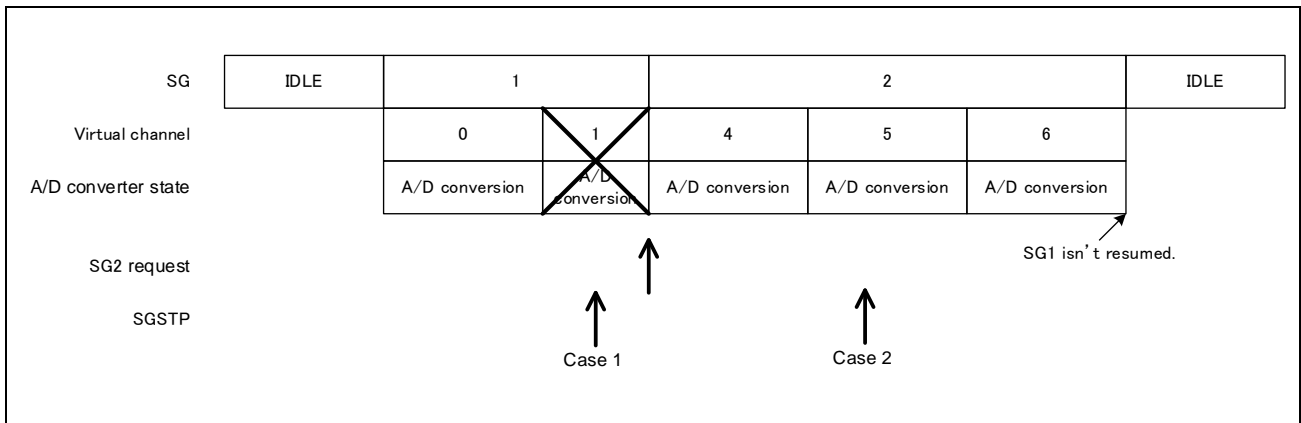 SG IDLE 1 2 IDLE
Virtual channel 0 1 4 5 6
A/D converter state A/D conversion A/D conversion A/D conversion A/D conversion A/D conversion
SG1 isn't resumed.
SG2 request
SGSTP
Case 1 Case 2